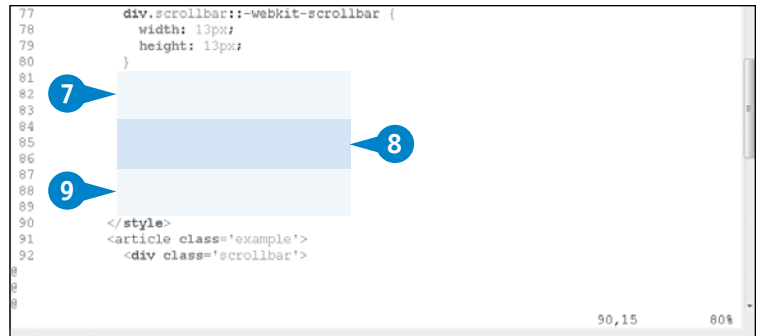 77 div.scrollbar::-webkit-scrollbar {
78 width: 13px;
79 height: 13px;
80 }
81
82
83
84
85
86
87
88
89
90 </style>
91 <article class='example'>
92 <div class='scrollbar'>
@
@
@
90,15 80%
7
8
9